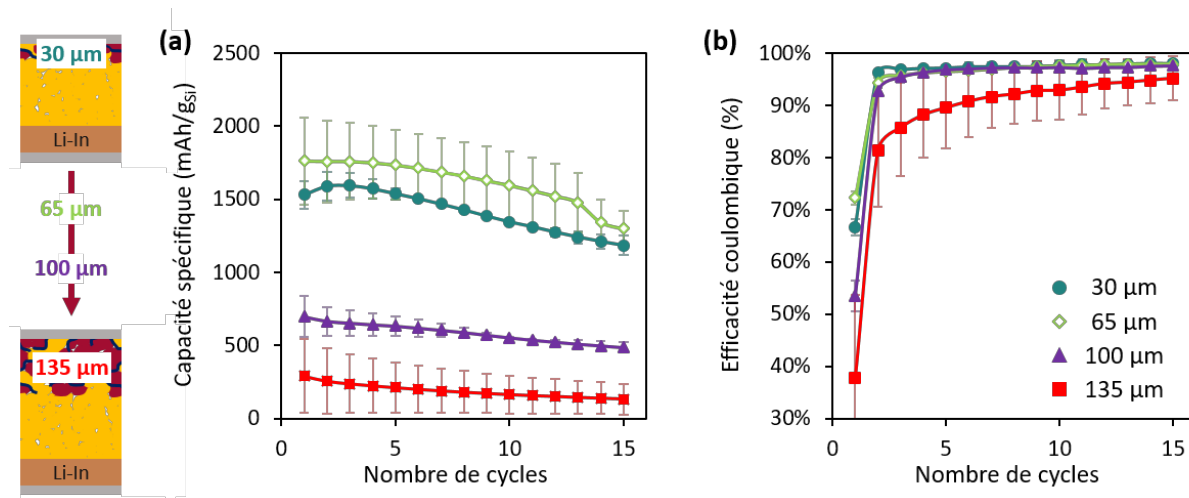 30 µm
Li-In
65 µm
100 µm
135 µm
Li-In
(a)
Capacité spécifique (mAh/gSi)
2500
2000
1500
1000
500
0
0 5 10 15
Nombre de cycles
(b)
Efficacité coulombique (%)
100%
90%
80%
70%
60%
50%
40%
30%
0 5 10 15
Nombre de cycles
30 µm
65 µm
100 µm
135 µm